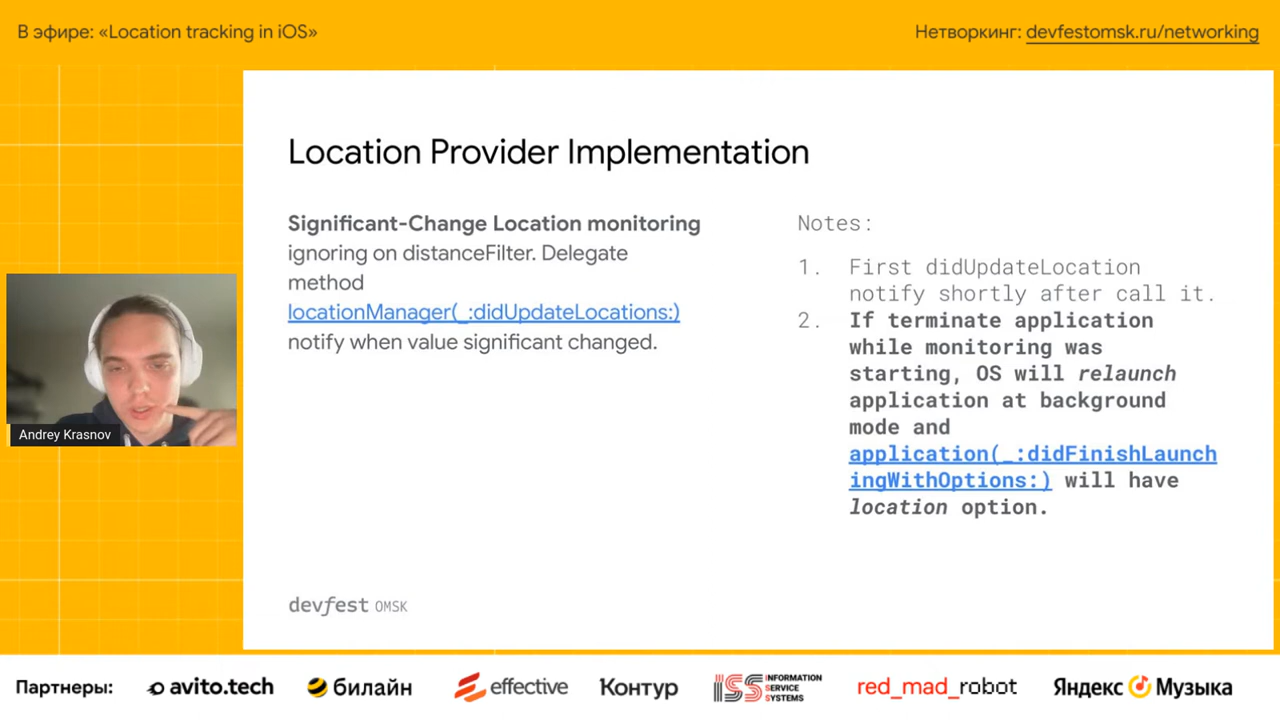 В эфире: «Location tracking in iOS»
Нетворкинг: devfestomsk.ru/networking
Location Provider Implementation
Significant-Change Location monitoring
ignoring on distanceFilter. Delegate
method
locationManager(_:didUpdateLocations:)
notify when value significant changed.
Notes:
1. First didUpdateLocation
notify shortly after call it.
2. If terminate application
while monitoring was
starting, OS will relaunch
application at background
mode and
application(_:didFinishLaunch
ingWithOptions:) will have
location option.
Andrey Krasnov
devfest OMSK
Партнеры:
avito.tech
билайн
effective
Контур
ISS INFORMATION
SERVICE
SYSTEMS
red_mad_robot
Яндекс Музыка